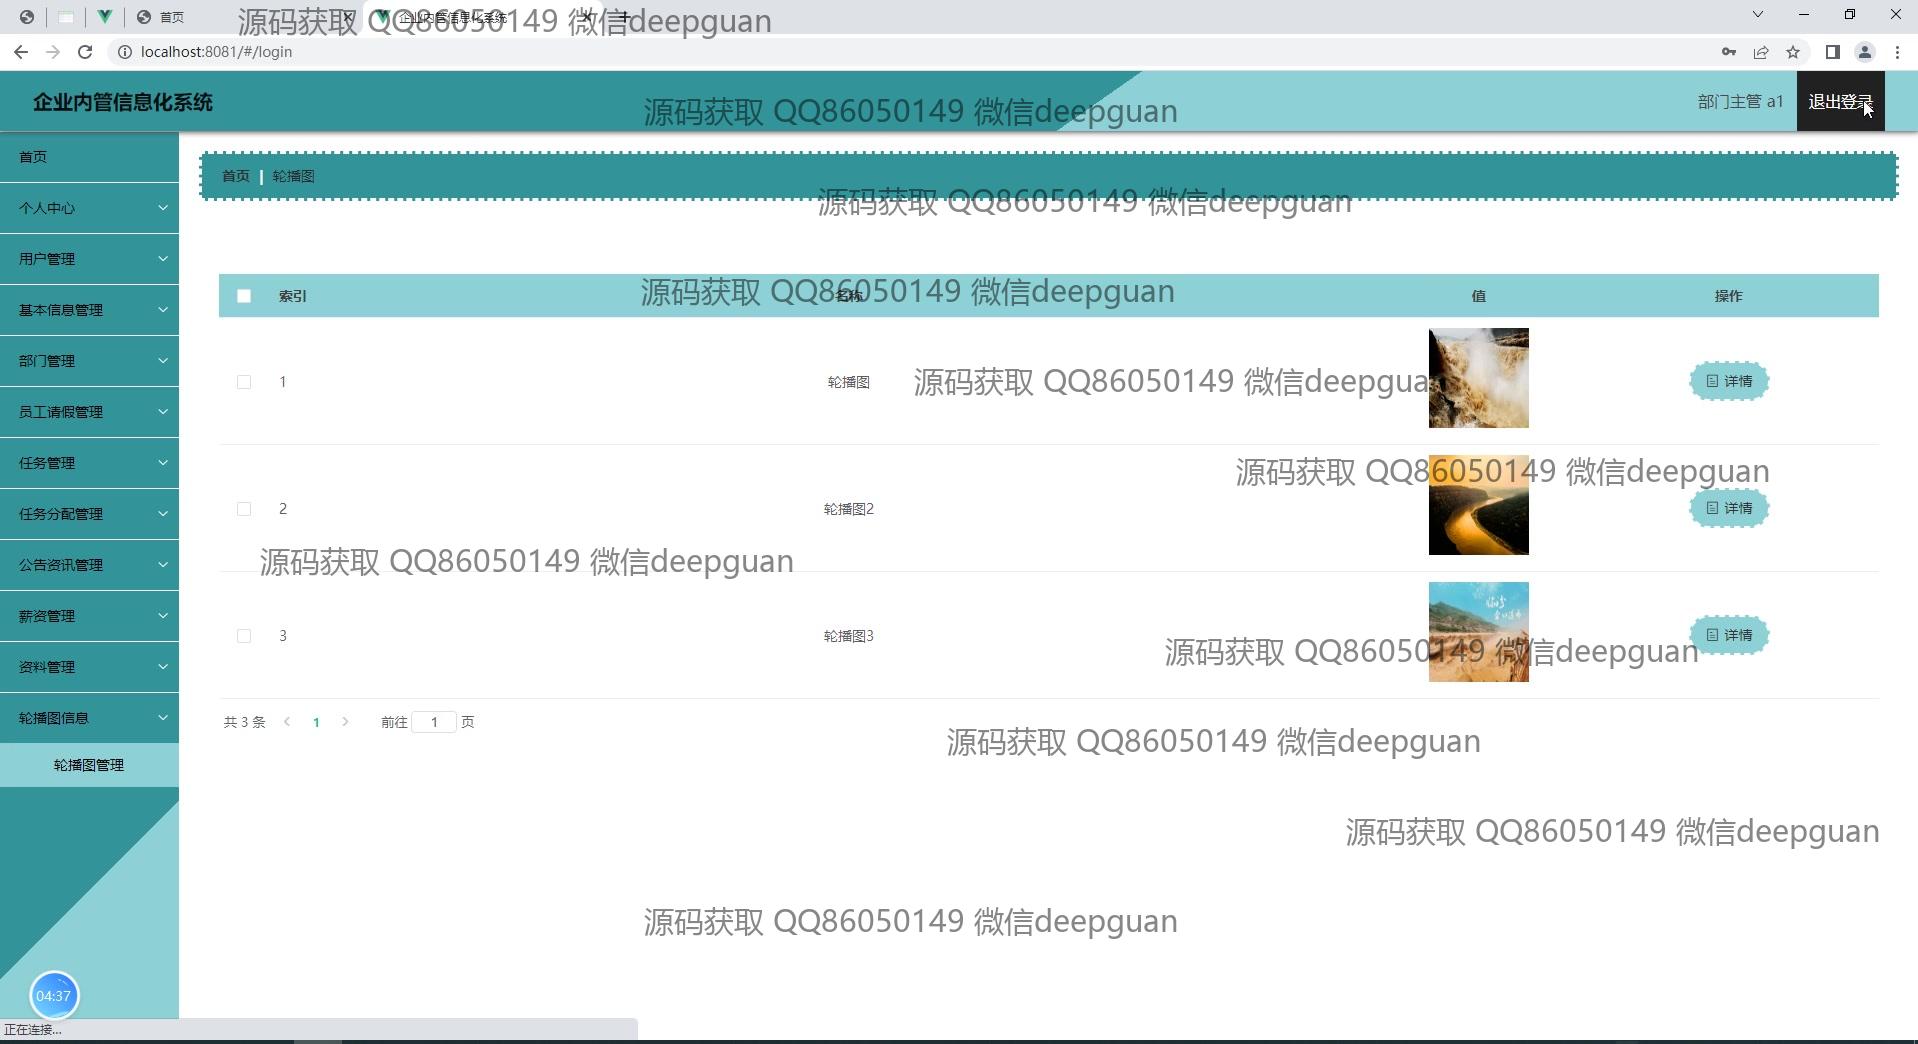 首页
企业内管信息化系统
源码获取 QQ86050149 微信deepguan
localhost:8081/#/login
企业内管信息化系统
源码获取 QQ86050149 微信deepguan
部门主管 a1
退出登录
首页
个人中心
用户管理
基本信息管理
部门管理
员工请假管理
任务管理
任务分配管理
公告资讯管理
薪资管理
资料管理
轮播图信息
轮播图管理
首页 | 轮播图
源码获取 QQ86050149 微信deepguan
索引 名称 值 操作
源码获取 QQ86050149 微信deepguan
1 轮播图 详情
源码获取 QQ86050149 微信deepgua
源码获取 QQ86050149 微信deepguan
2 轮播图2 详情
源码获取 QQ86050149 微信deepguan
3 轮播图3 详情
源码获取 QQ86050149 微信deepguan
共 3 条 1 前往 1 页
源码获取 QQ86050149 微信deepguan
源码获取 QQ86050149 微信deepguan
源码获取 QQ86050149 微信deepguan
04:37
正在连接...